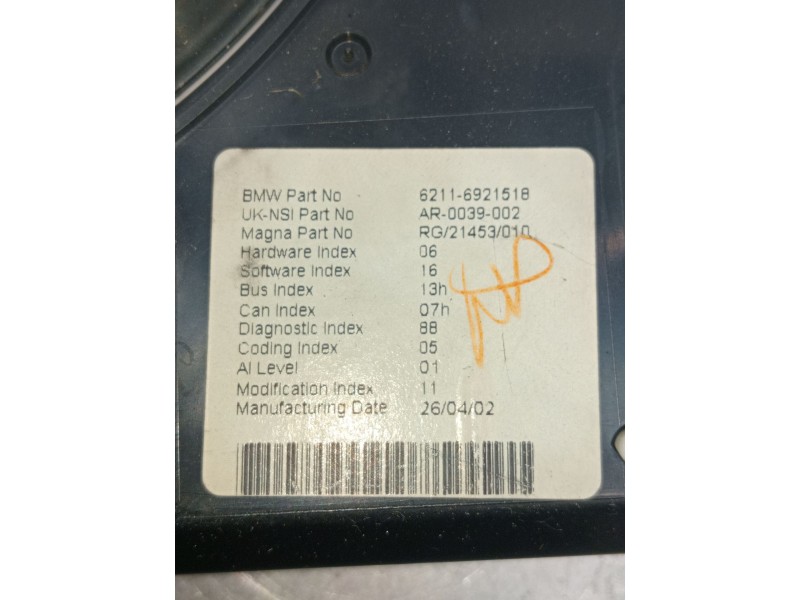 BMW Part No 6211-6921518
UK-NSI Part No AR-0039-002
Magna Part No RG/21453/010
Hardware Index 06
Software Index 16
Bus Index 13h
Can Index 07h
Diagnostic Index 88
Coding Index 05
AI Level 01
Modification Index 11
Manufacturing Date 26/04/02